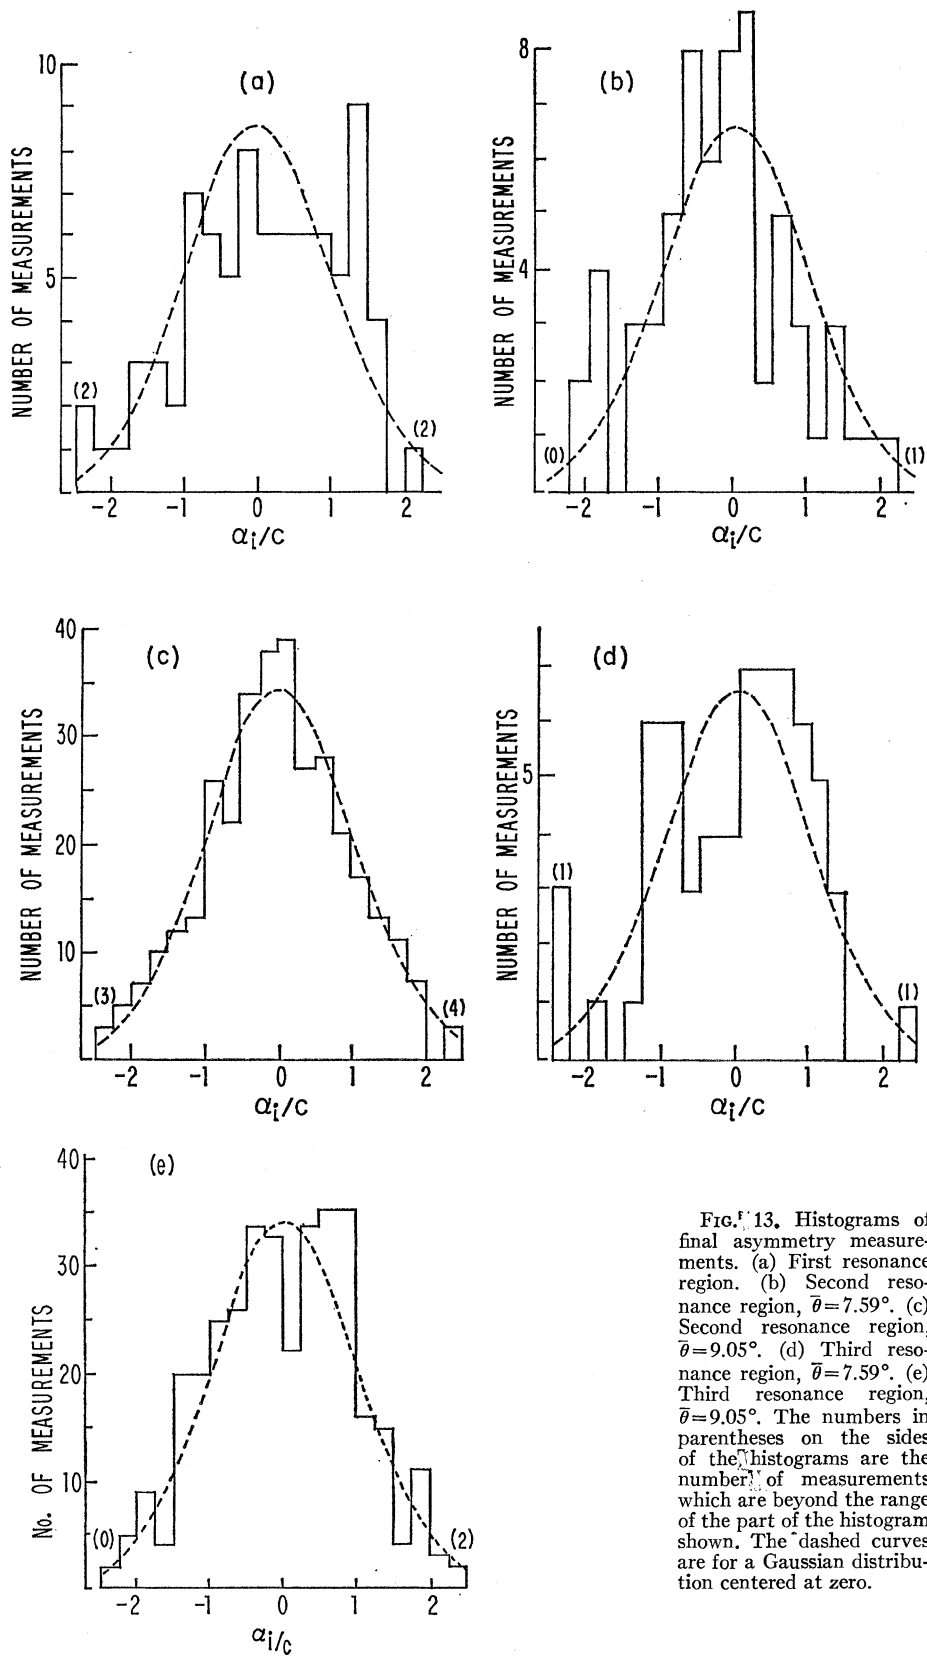 (a)
NUMBER OF MEASUREMENTS
10
5
(2)
(2)
-2 -1 0 1 2
αi/c
(b)
NUMBER OF MEASUREMENTS
8
4
(0)
(1)
-2 -1 0 1 2
αi/c
(c)
NUMBER OF MEASUREMENTS
40
30
20
10
(3)
(4)
-2 -1 0 1 2
αi/c
(d)
NUMBER OF MEASUREMENTS
5
(1)
(1)
-2 -1 0 1 2
αi/c
(e)
No. OF MEASUREMENTS
40
30
20
10
(0)
(2)
-2 -1 0 1 2
αi/c
FIG. 13. Histograms of
final asymmetry measure-
ments. (a) First resonance
region. (b) Second reso-
nance region, θ̄=7.59°. (c)
Second resonance region,
θ̄=9.05°. (d) Third reso-
nance region, θ̄=7.59°. (e)
Third resonance region,
θ̄=9.05°. The numbers in
parentheses on the sides
of the histograms are the
number of measurements
which are beyond the range
of the part of the histogram
shown. The dashed curves
are for a Gaussian distribu-
tion centered at zero.